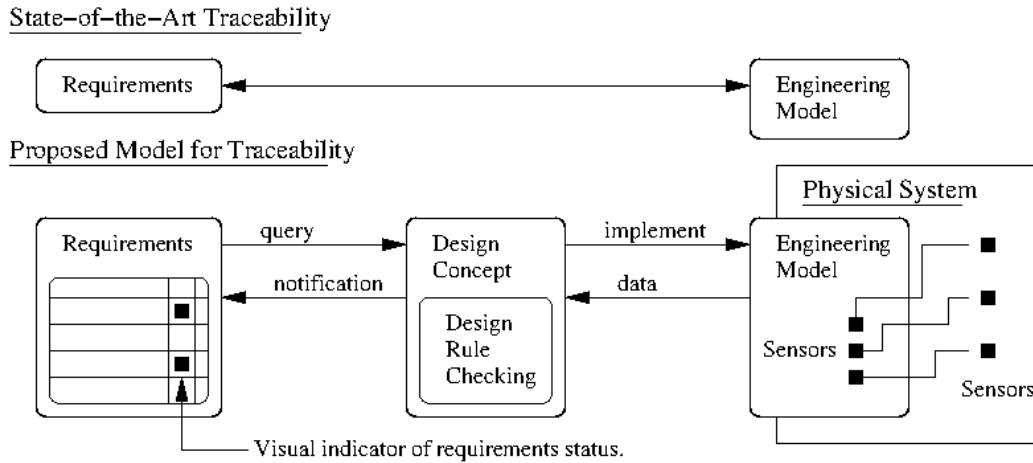 State-of-the-Art Traceability
Requirements
Engineering
Model
Proposed Model for Traceability
Physical System
Requirements
query
Design
Concept
implement
Engineering
Model
notification
data
Design
Rule
Checking
Sensors
Sensors
Visual indicator of requirements status.